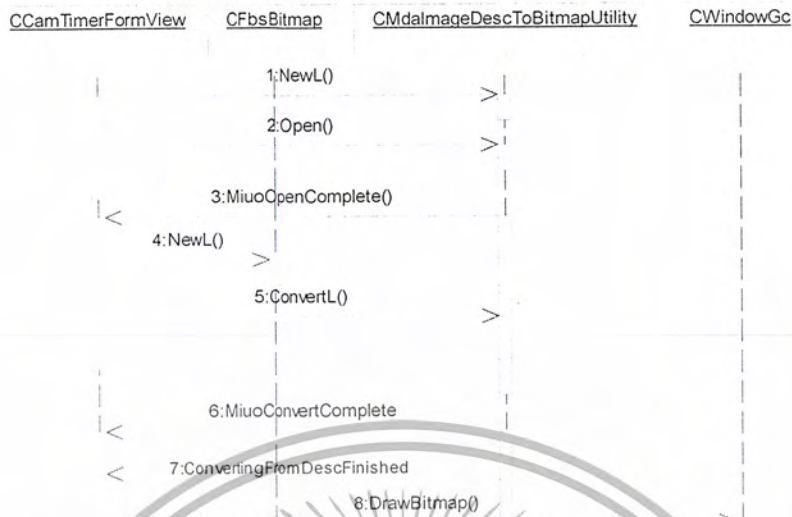 CCamTimerFormView CFbsBitmap CMdaImageDescToBitmapUtility CWindowGc
1:NewL()
2:Open()
3:MiuoOpenComplete()
4:NewL()
5:ConvertL()
6:MiuoConvertComplete
7:ConvertingFromDescFinished
8:DrawBitmap()